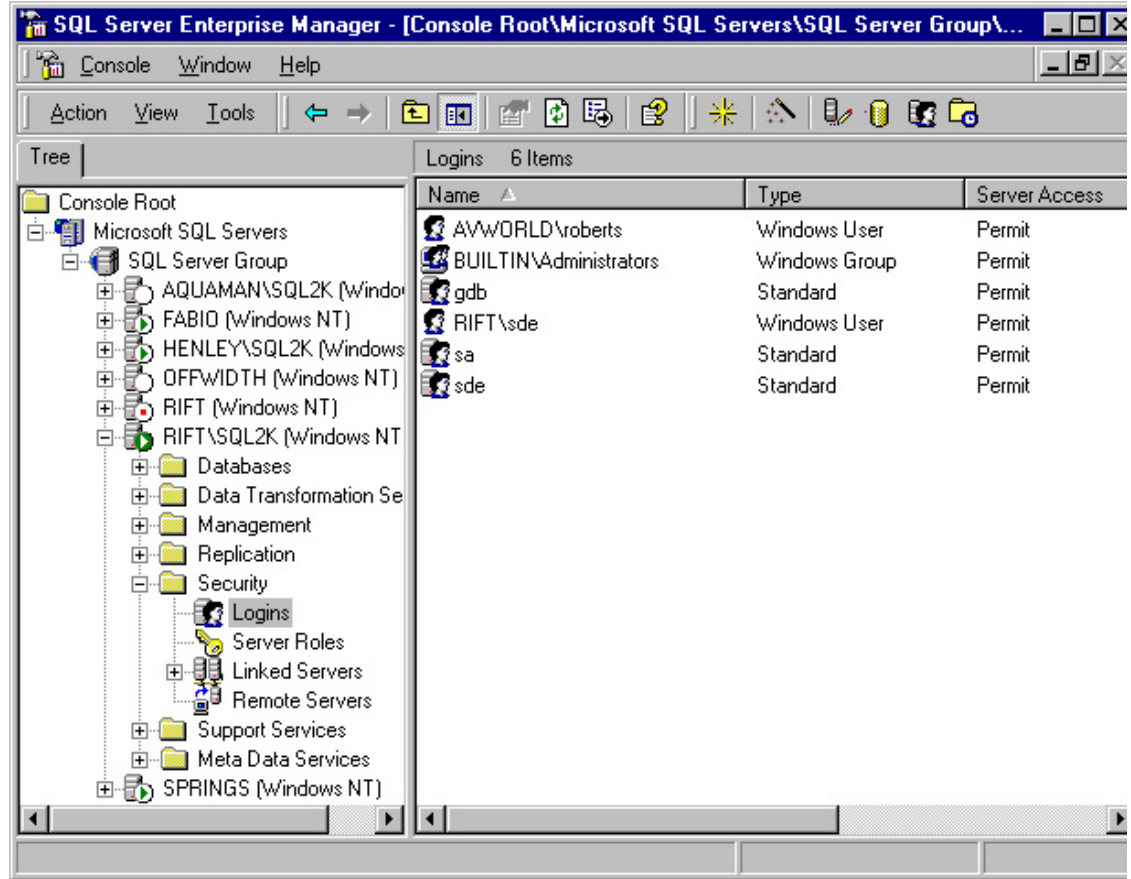 SQL Server Enterprise Manager - [Console Root\Microsoft SQL Servers\SQL Server Group\...
Console Window Help
Action View Tools
Tree
Logins 6 Items
Console Root
Microsoft SQL Servers
SQL Server Group
AQUAMAN\SQL2K (Windo
FABIO (Windows NT)
HENLEY\SQL2K (Windows
OFFWIDTH (Windows NT)
RIFT (Windows NT)
RIFT\SQL2K (Windows NT
Databases
Data Transformation Se
Management
Replication
Security
Logins
Server Roles
Linked Servers
Remote Servers
Support Services
Meta Data Services
SPRINGS (Windows NT)
Name Type Server Access
AVWORLD\roberts Windows User Permit
BUILTIN\Administrators Windows Group Permit
gdb Standard Permit
RIFT\sde Windows User Permit
sa Standard Permit
sde Standard Permit